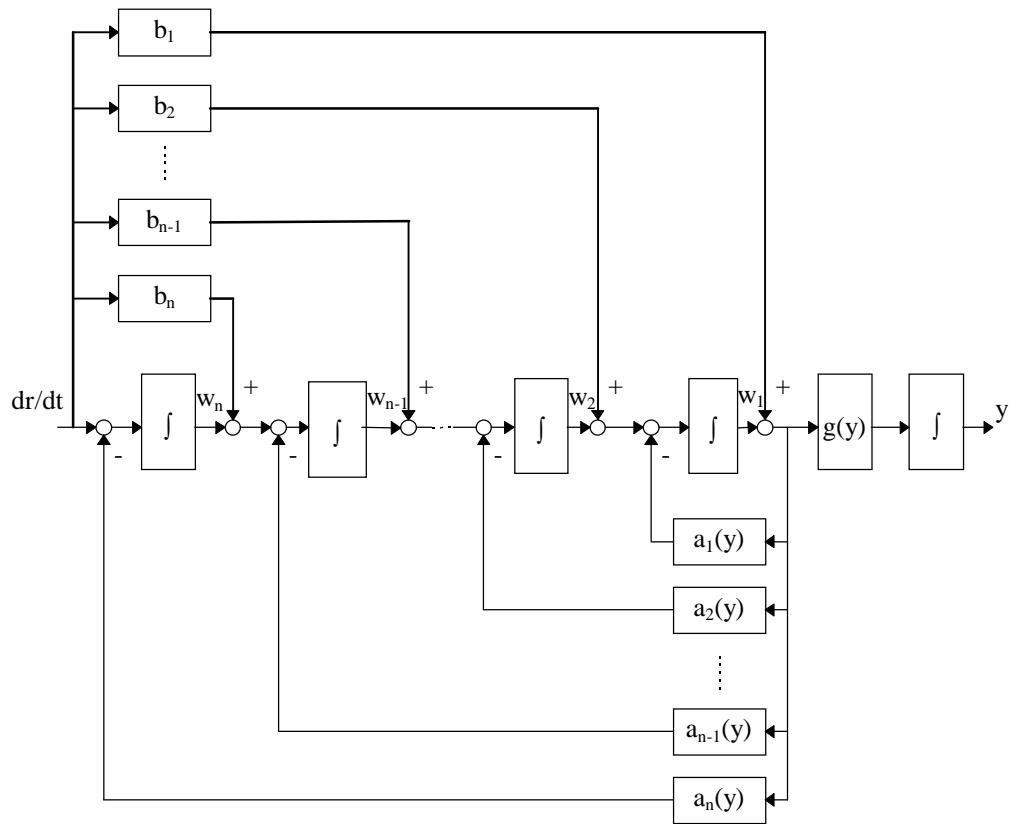 b₁
b₂
bₙ₋₁
bₙ
dr/dt
∫ wₙ + ∫ wₙ₋₁ + ∫ w₂ + ∫ w₁ + g(y) ∫ y
- - - -
a₁(y)
a₂(y)
aₙ₋₁(y)
aₙ(y)